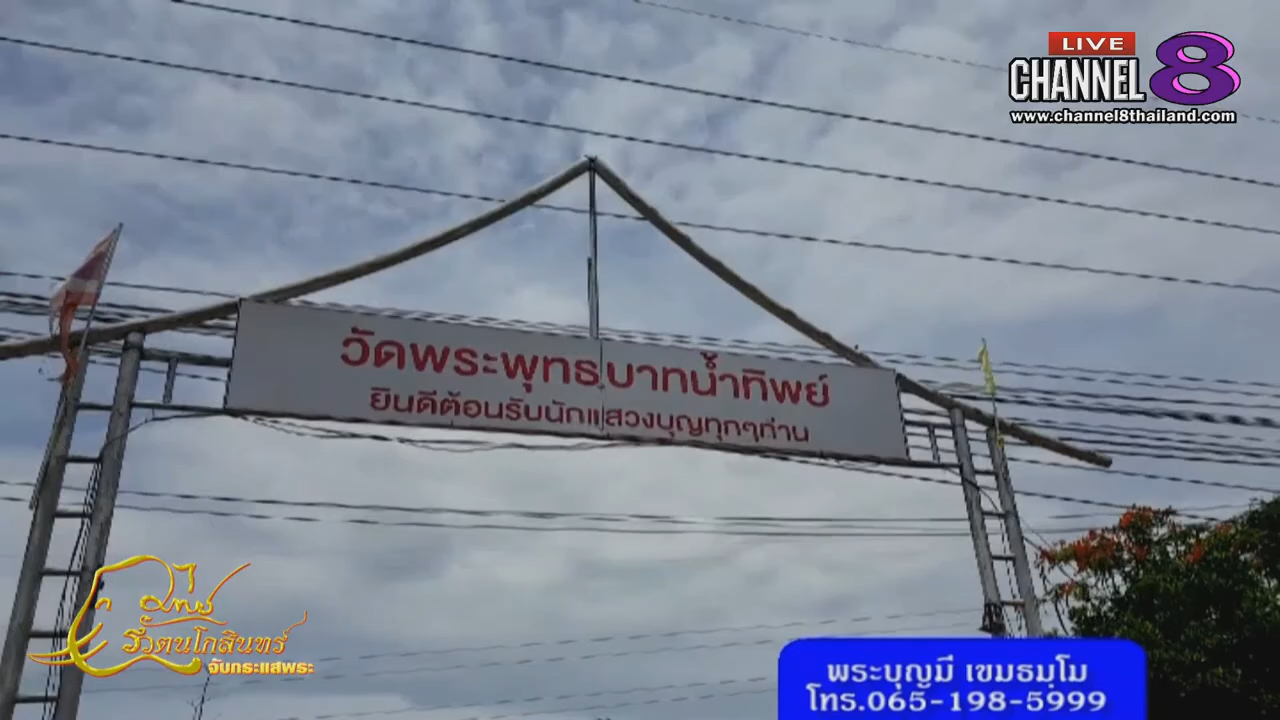 LIVE
CHANNEL 8
www.channel8thailand.com
วัดพระพุทธบาทน้ำทิพย์
ยินดีต้อนรับนักแสวงบุญทุกๆท่าน
รัตนโกสินทร์
จับกระแสพระ
พระบุญมี เขมธมฺโม
โทร.065-198-5999